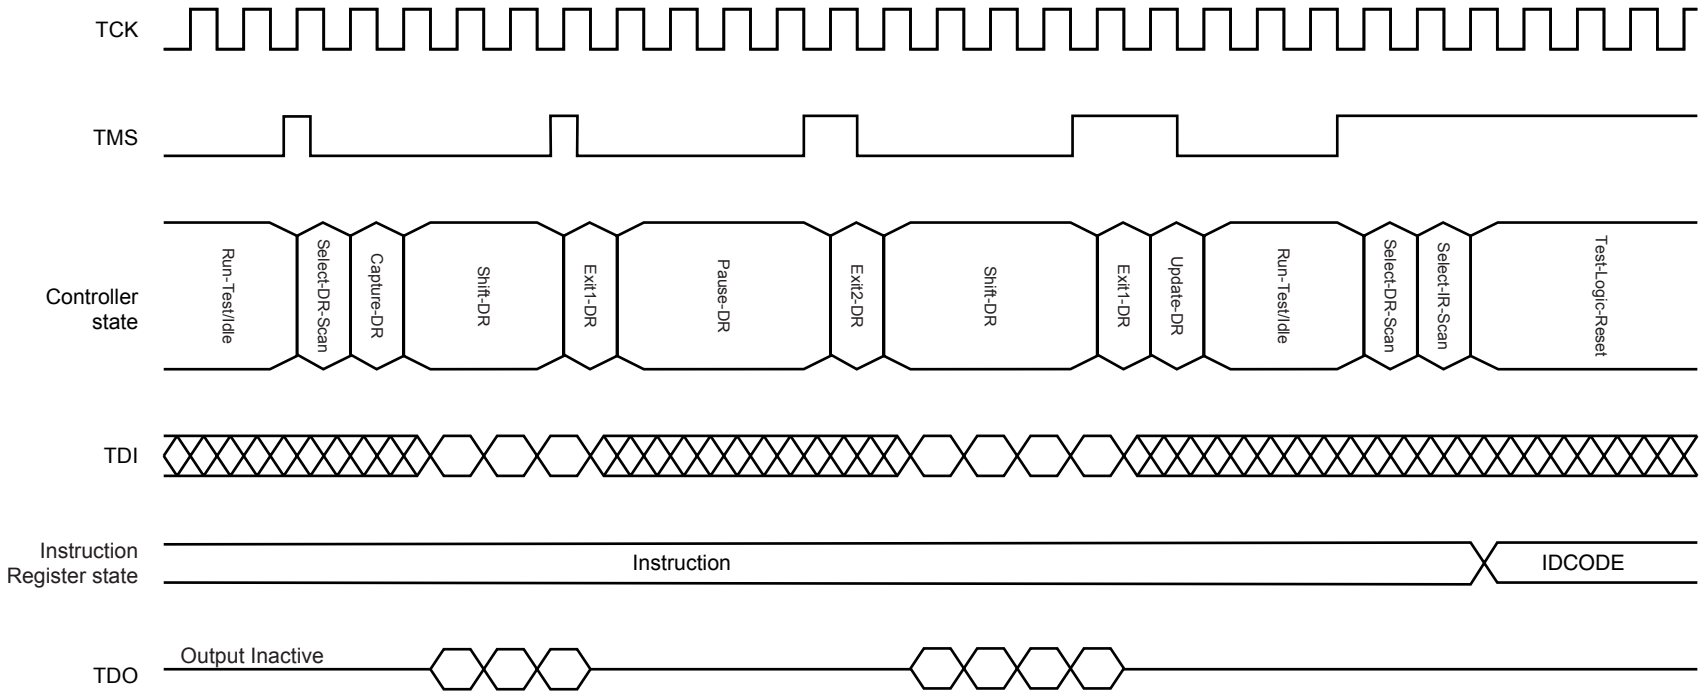 TCK
TMS
Controller
state
Run-Test/Idle
Select-DR-Scan
Capture-DR
Shift-DR
Exit1-DR
Pause-DR
Exit2-DR
Shift-DR
Exit1-DR
Update-DR
Run-Test/Idle
Select-DR-Scan
Select-IR-Scan
Test-Logic-Reset
TDI
Instruction
Register state
Instruction
IDCODE
TDO
Output Inactive